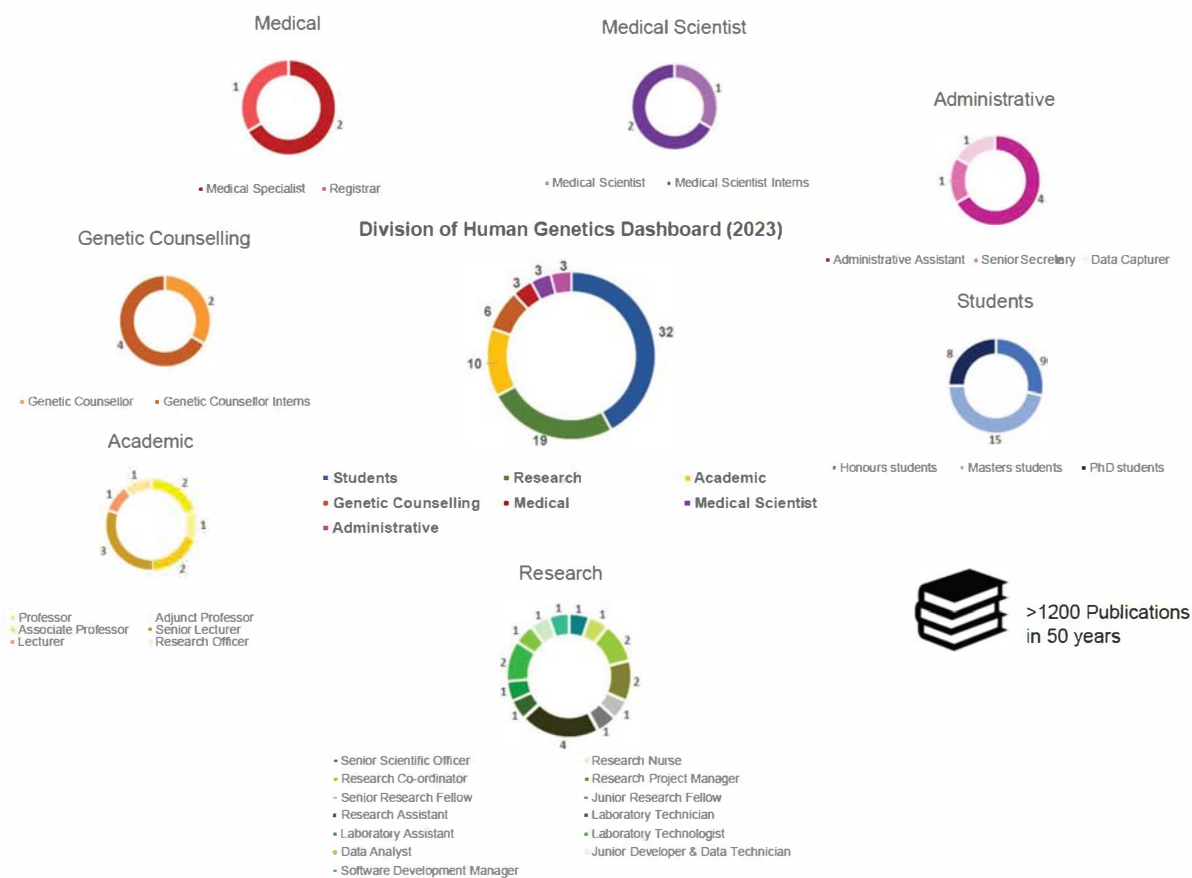 Medical
1
2
Medical Specialist Registrar
Medical Scientist
1
2
Medical Scientist Medical Scientist Interns
Administrative
1
1
4
Administrative Assistant Senior Secretary Data Capturer
Genetic Counselling
2
4
Genetic Counsellor Genetic Counsellor Interns
Division of Human Genetics Dashboard (2023)
3
3
3
6
10
32
19
Students Research Academic
Genetic Counselling Medical Medical Scientist
Administrative
Students
8
9
15
Honours students Masters students PhD students
Academic
1
2
1
1
3
2
Professor Adjunct Professor
Associate Professor Senior Lecturer
Lecturer Research Officer
Research
1
1
1
1
1
2
2
2
1
1
1
1
4
Senior Scientific Officer Research Nurse
Research Co-ordinator Research Project Manager
Senior Research Fellow Junior Research Fellow
Research Assistant Laboratory Technician
Laboratory Assistant Laboratory Technologist
Data Analyst Junior Developer & Data Technician
Software Development Manager
>1200 Publications
in 50 years